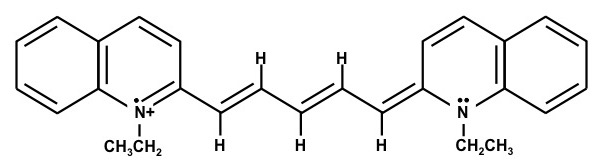 H H
N+ N
H H H
CH₃CH₂ CH₂CH₃